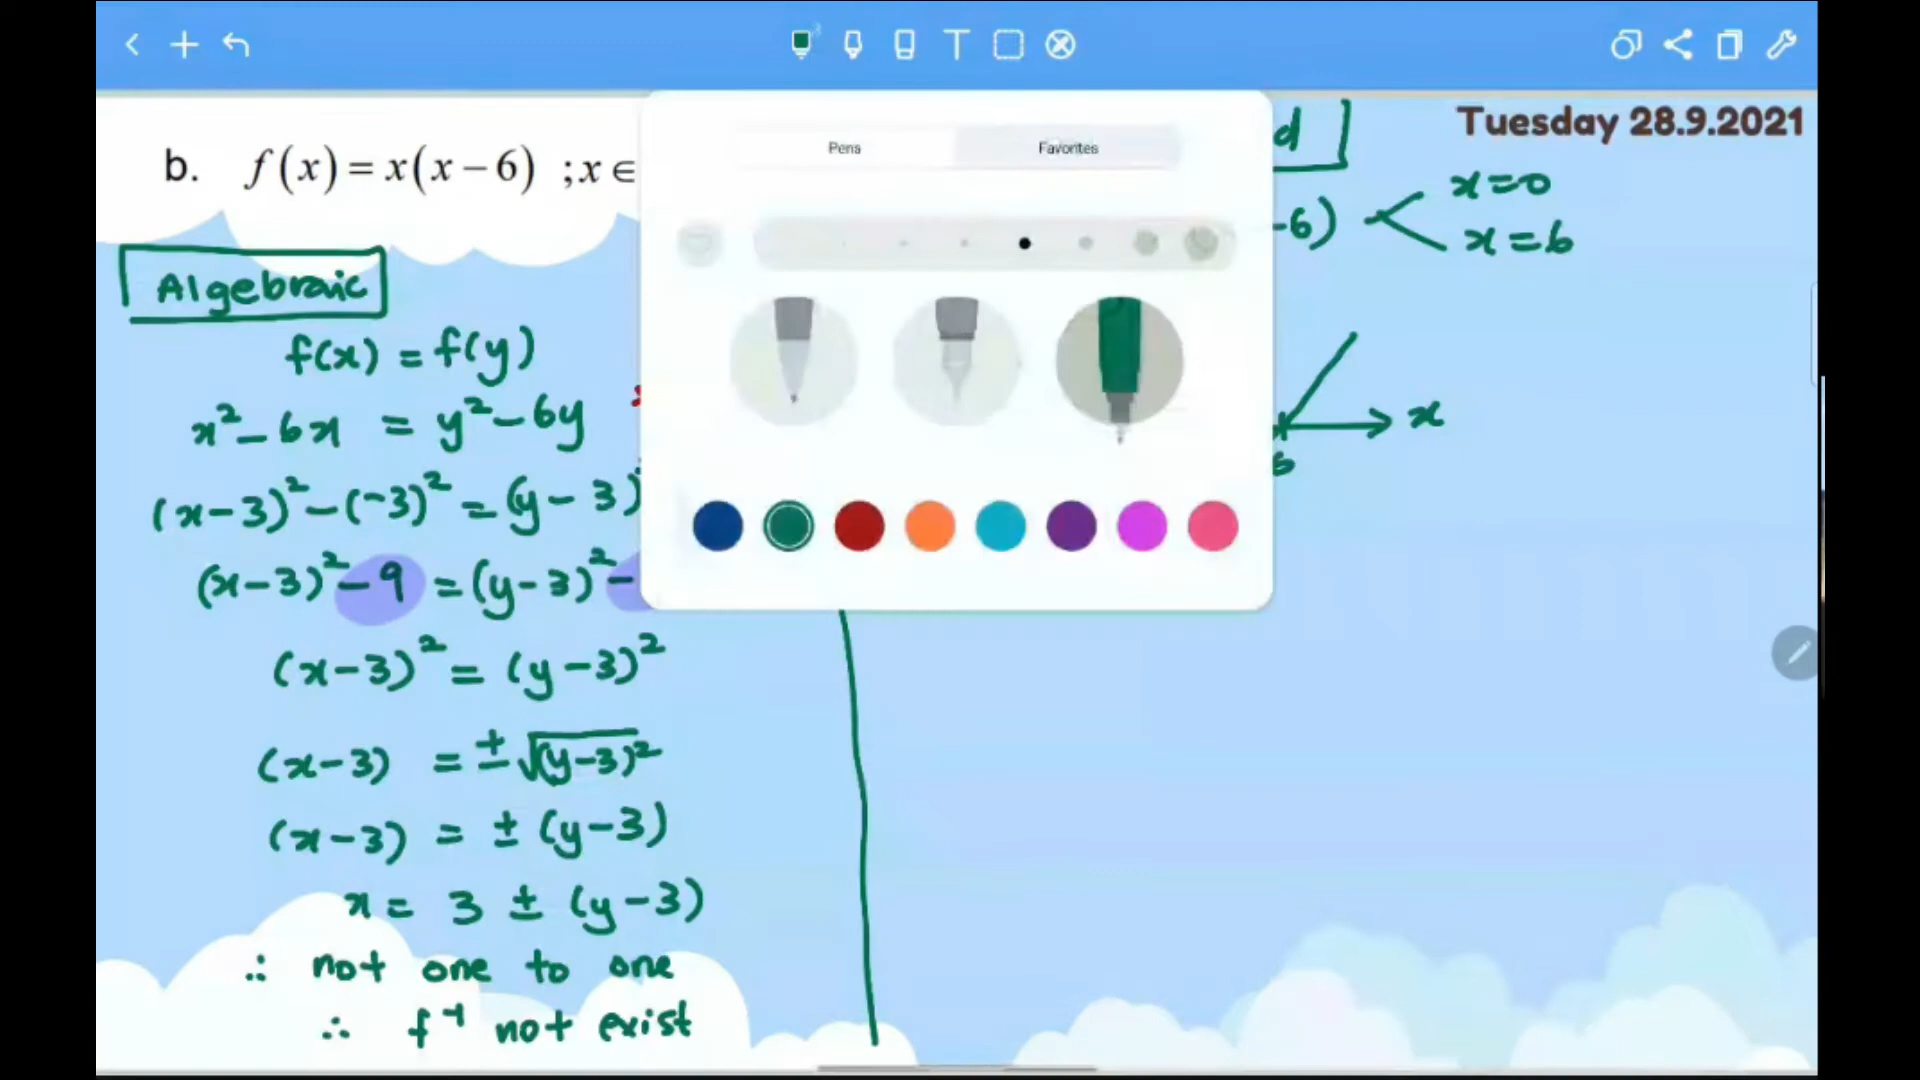 Tuesday 28.9.2021
b. f(x) = x(x−6) ; x ∈
Pens Favorites
Algebraic
f(x) = f(y)
x² − 6x = y² − 6y
(x−3)² − (−3)² = (y−3)
(x−3)² − 9 = (y−3)² −
(x−3)² = (y−3)²
(x−3) = ± √(y−3)²
(x−3) = ± (y−3)
x = 3 ± (y−3)
∴ not one to one
∴ f⁻¹ not exist
d
-6) < x=0
x=6
x
6